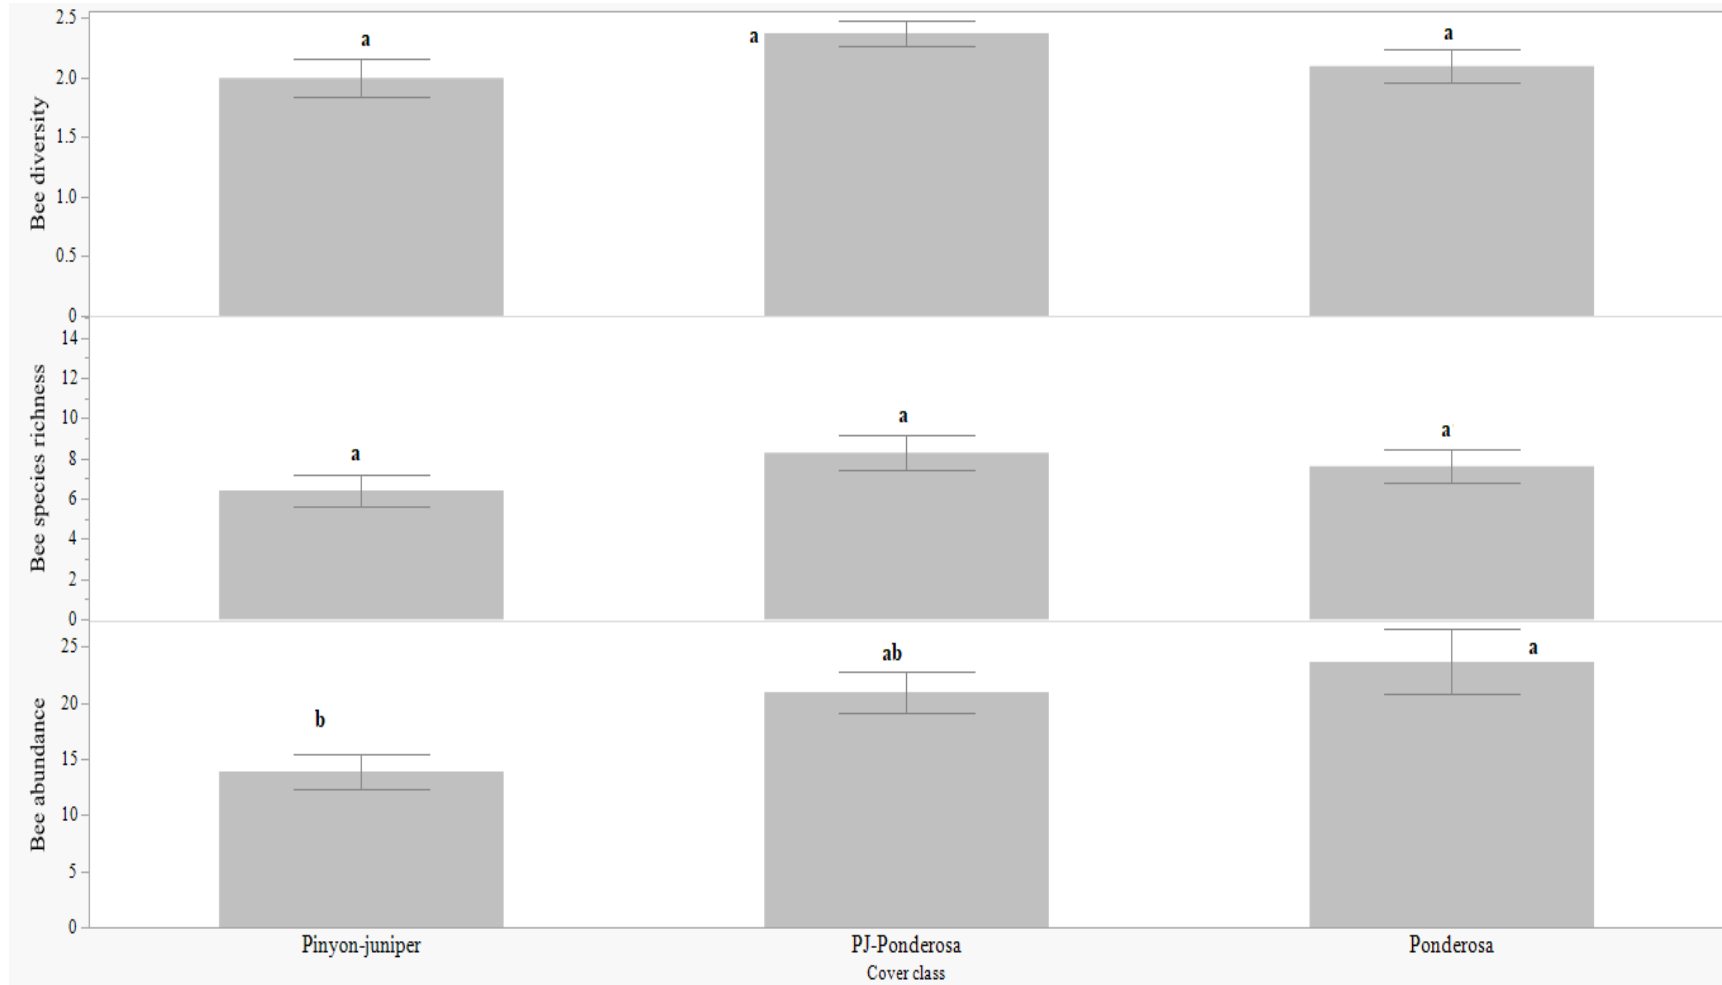 Bee diversity
2.5
2.0
1.5
1.0
0.5
0
a
a
a
Bee species richness
14
12
10
8
6
4
2
0
a
a
a
Bee abundance
25
20
15
10
5
0
b
ab
a
Pinyon-juniper
PJ-Ponderosa
Ponderosa
Cover class